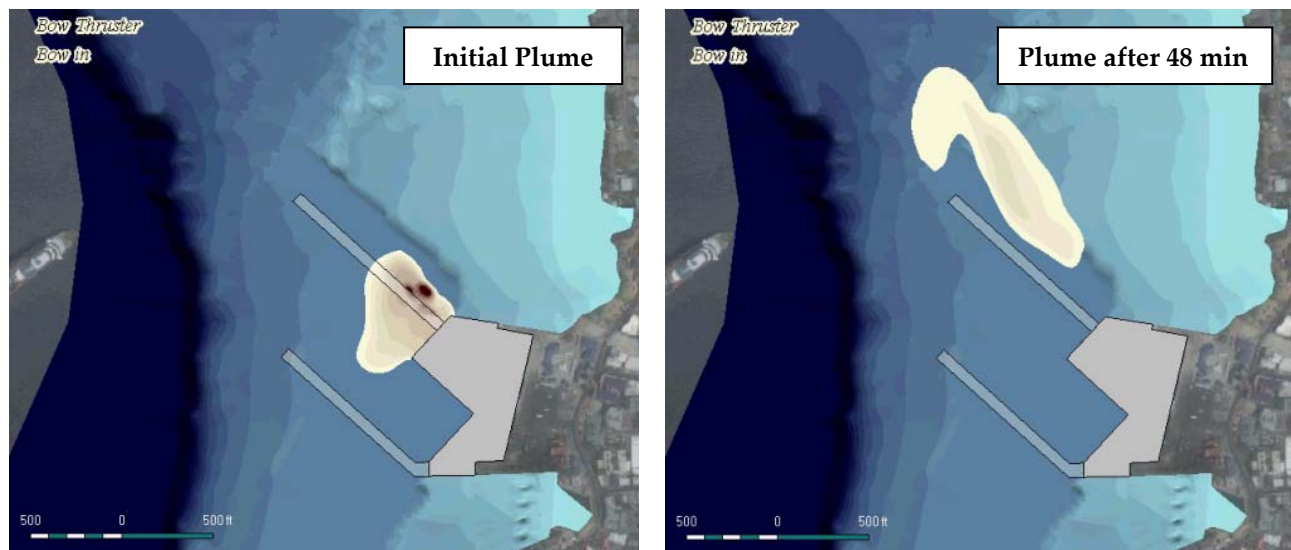 Bow Thruster
Bow in
Initial Plume
500 0 500 ft
Bow Thruster
Bow in
Plume after 48 min
500 0 500 ft